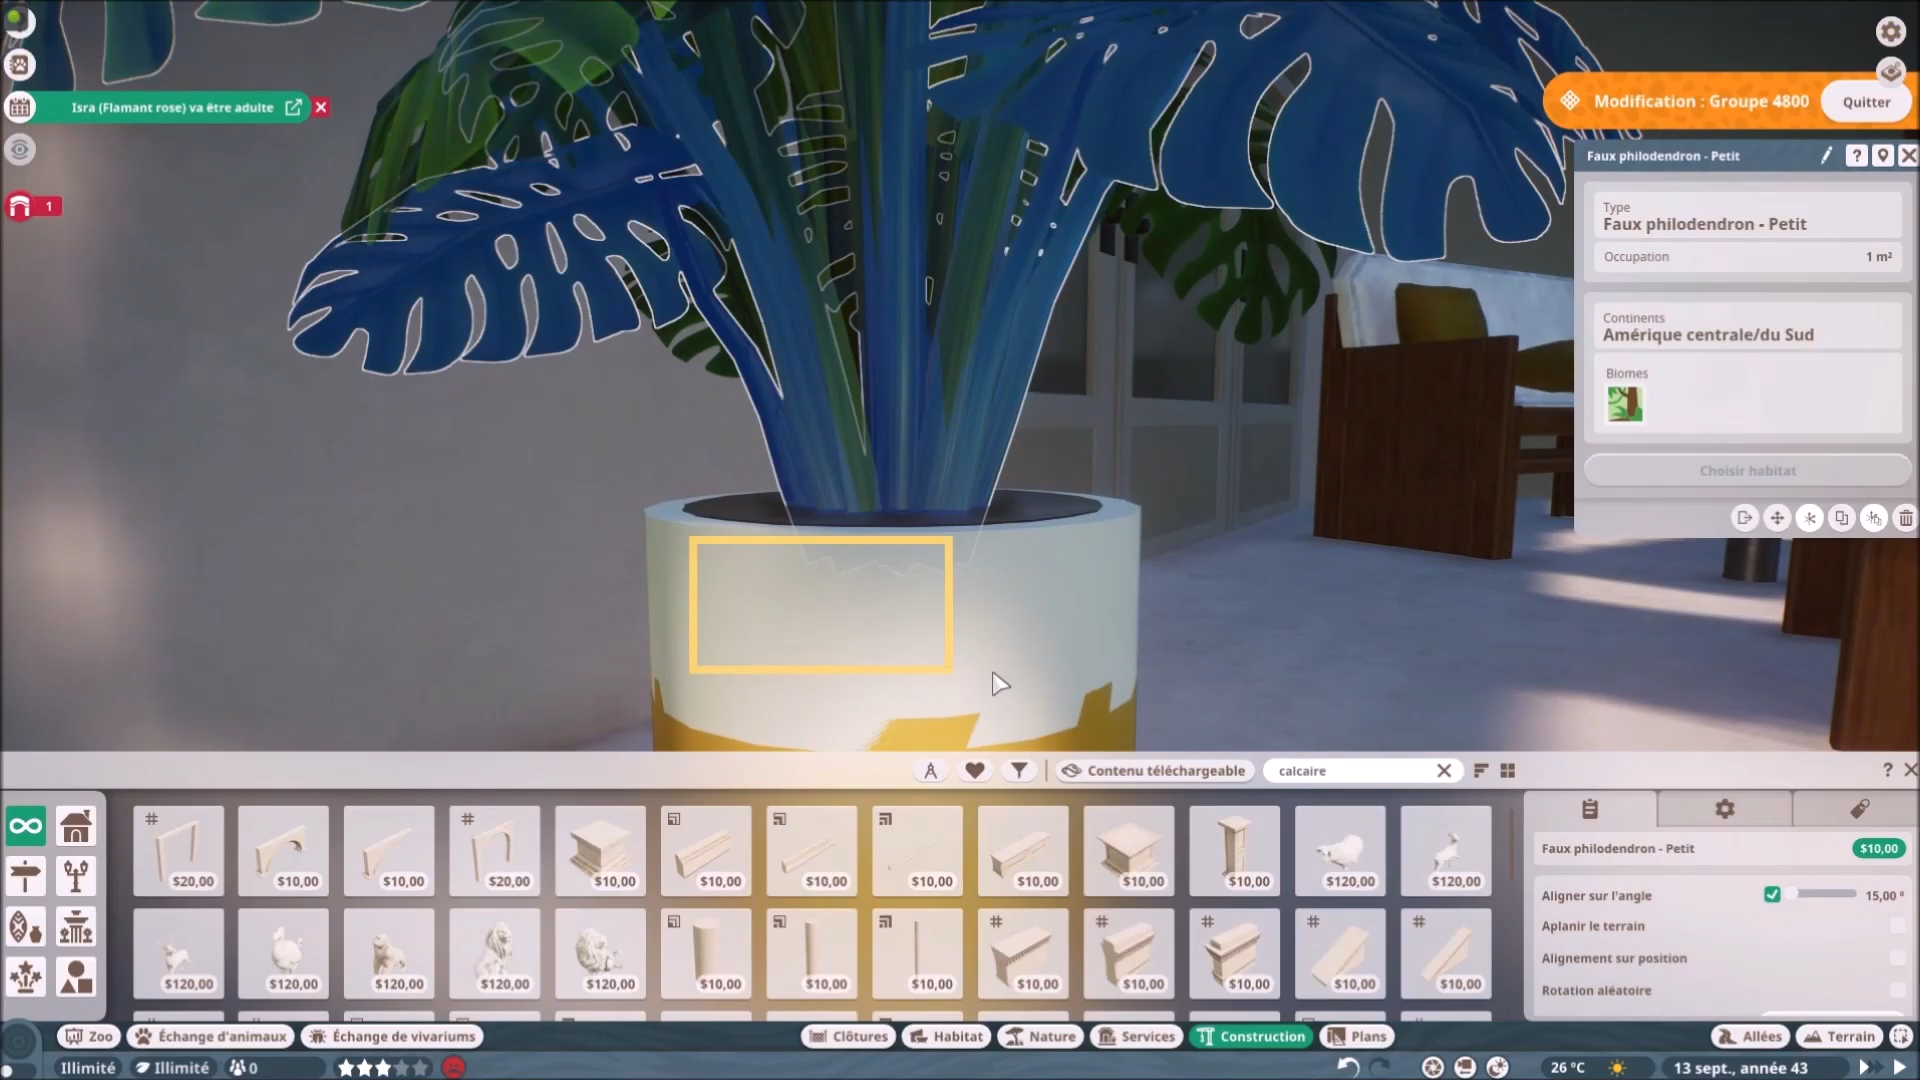 Isra (Flamant rose) va être adulte
1
Modification : Groupe 4800
Quitter
Faux philodendron - Petit
?
Type
Faux philodendron - Petit
Occupation
1 m²
Continents
Amérique centrale/du Sud
Biomes
Choisir habitat
Contenu téléchargeable
calcaire
?
$20,00
$10,00
$10,00
$20,00
$10,00
$10,00
$10,00
$10,00
$10,00
$10,00
$10,00
$120,00
$120,00
$120,00
$120,00
$120,00
$120,00
$120,00
$10,00
$10,00
$10,00
$10,00
$10,00
$10,00
$10,00
$10,00
Faux philodendron - Petit
$10,00
Aligner sur l'angle
15,00 °
Aplanir le terrain
Alignement sur position
Rotation aléatoire
Zoo
Échange d'animaux
Échange de vivariums
Clôtures
Habitat
Nature
Services
Construction
Plans
Allées
Terrain
Illimité
Illimité
0
26 °C
13 sept., année 43